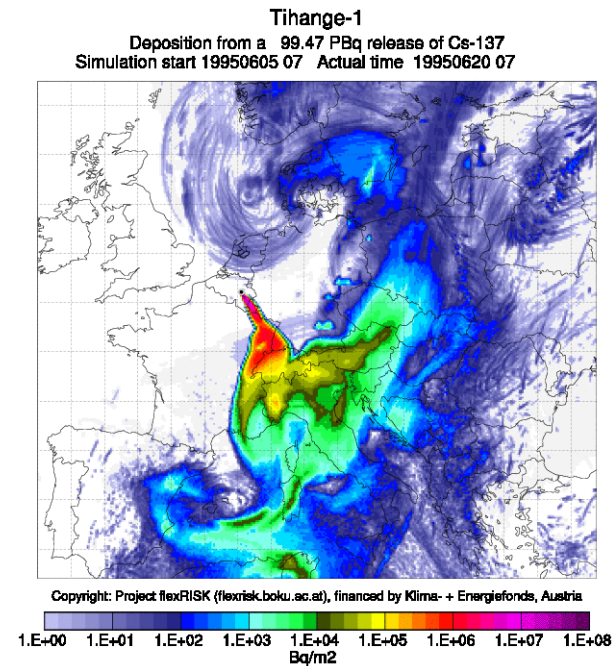 Tihange-1
Deposition from a 99.47 PBq release of Cs-137
Simulation start 19950605 07 Actual time 19950620 07
Copyright: Project flexRISK (flexrisk.boku.ac.at), financed by Klima- + Energiefonds, Austria
1.E+00 1.E+01 1.E+02 1.E+03 1.E+04 1.E+05 1.E+06 1.E+07 1.E+08
Bq/m2